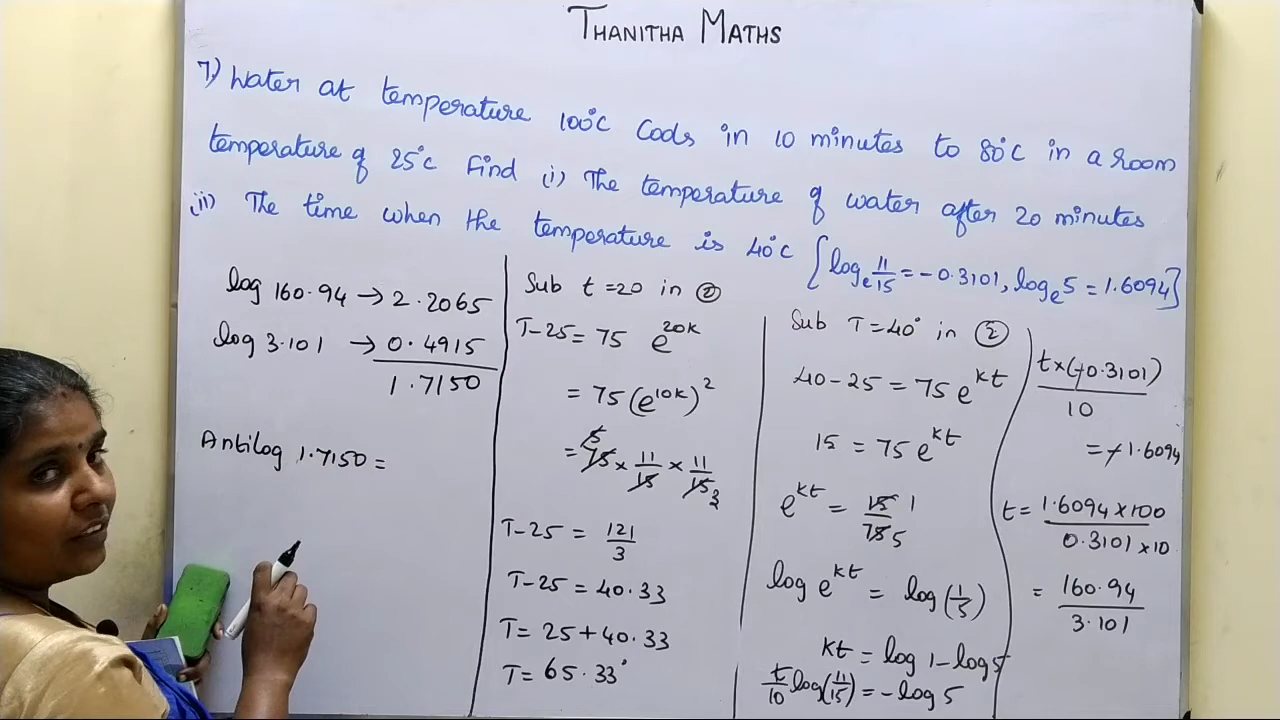 THANITHA MATHS
7) Water at temperature 100°C Cools in 10 minutes to 80°C in a room
temperature of 25°C Find (i) The temperature of water after 20 minutes
(ii) The time when the temperature is 40°C [logₑ 11/15 = -0.3101, logₑ5 = 1.6094]
log 160.94 → 2.2065
log 3.101 → 0.4915
1.7150
Antilog 1.7150 =
Sub t = 20 in ②
T-25 = 75 e^20k
= 75 (e^10k)^2
= 75 × 11/15 × 11/15 5 3
T-25 = 121/3
T-25 = 40.33
T = 25 + 40.33
T = 65.33°
Sub T = 40° in ②
40-25 = 75 e^kt
15 = 75 e^kt
e^kt = 15/75 1 5
log e^kt = log (1/5)
kt = log 1 - log 5
t/10 log (11/15) = - log 5
t × (-0.3101)/10
= -1.6094
t = 1.6094 × 100/0.3101 × 10
= 160.94/3.101